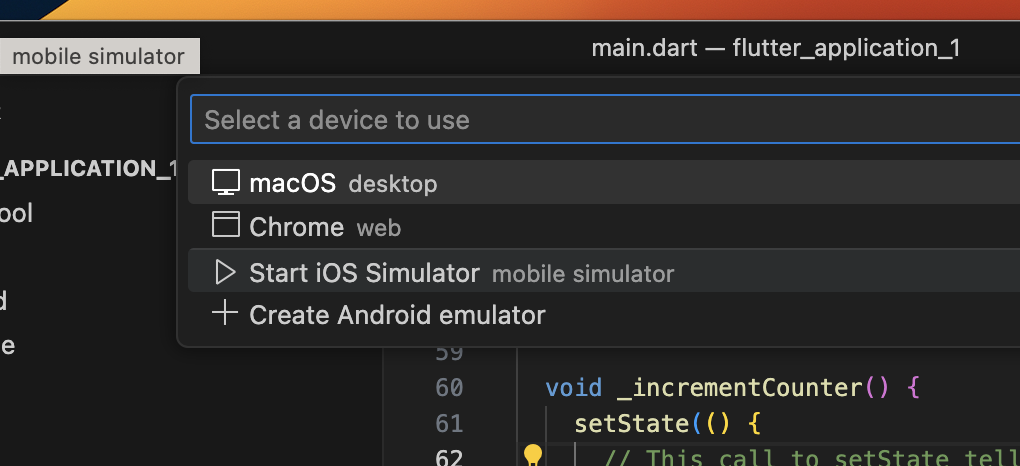 main.dart — flutter_application_1
mobile simulator
Select a device to use
_APPLICATION_1
macOS desktop
ool
Chrome web
Start iOS Simulator mobile simulator
d
Create Android emulator
e
59
60 void _incrementCounter() {
61 setState(() {
62 // This call to setState tell